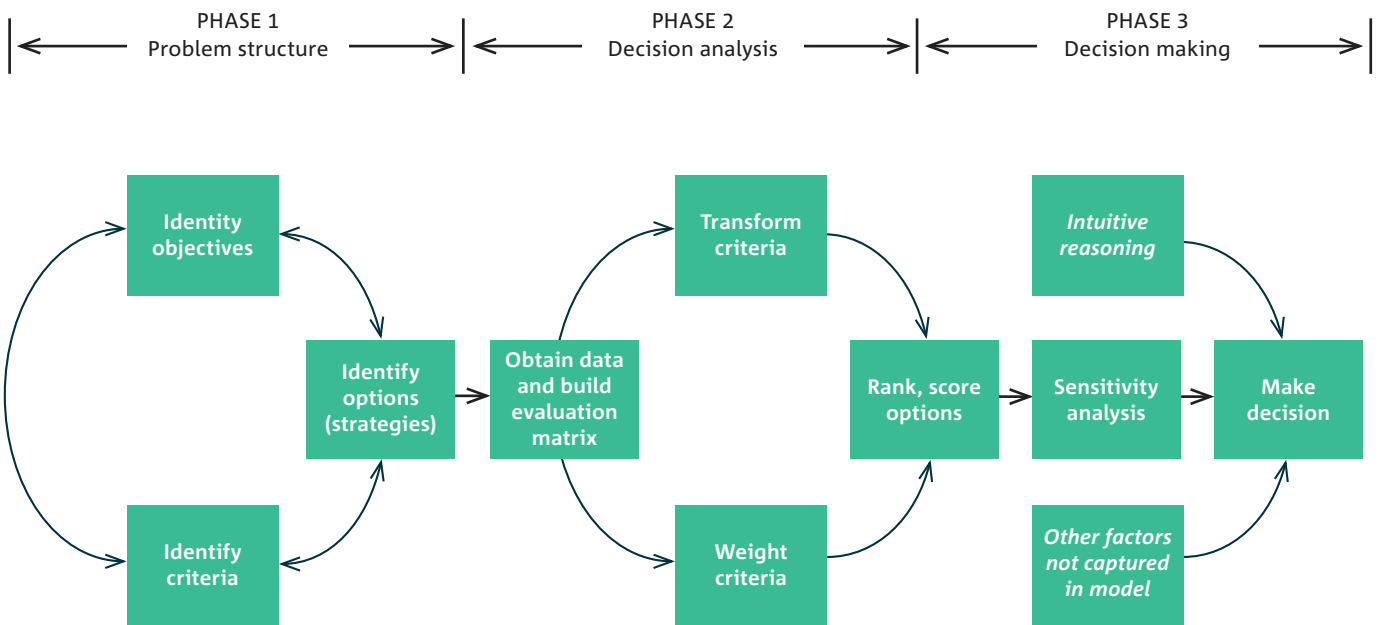 PHASE 1
Problem structure
PHASE 2
Decision analysis
PHASE 3
Decision making
Identity
objectives
Identify
options
(strategies)
Identify
criteria
Obtain data
and build
evaluation
matrix
Transform
criteria
Weight
criteria
Rank, score
options
Intuitive
reasoning
Sensitivity
analysis
Other factors
not captured
in model
Make
decision